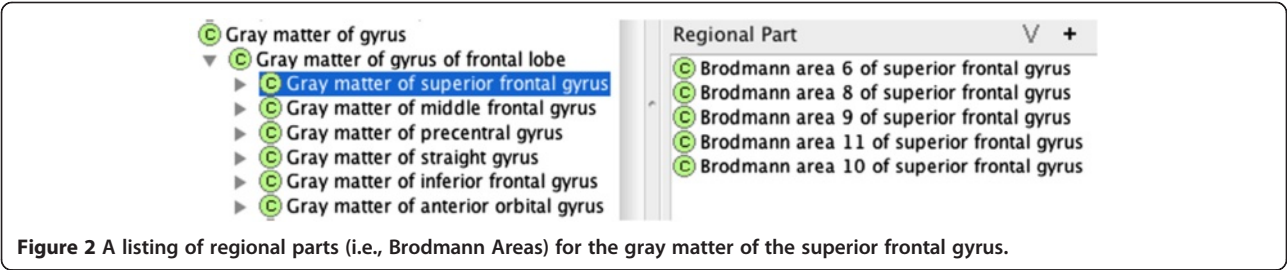 Gray matter of gyrus
Gray matter of gyrus of frontal lobe
Gray matter of superior frontal gyrus
Gray matter of middle frontal gyrus
Gray matter of precentral gyrus
Gray matter of straight gyrus
Gray matter of inferior frontal gyrus
Gray matter of anterior orbital gyrus
Regional Part
Brodmann area 6 of superior frontal gyrus
Brodmann area 8 of superior frontal gyrus
Brodmann area 9 of superior frontal gyrus
Brodmann area 11 of superior frontal gyrus
Brodmann area 10 of superior frontal gyrus
Figure 2 A listing of regional parts (i.e., Brodmann Areas) for the gray matter of the superior frontal gyrus.